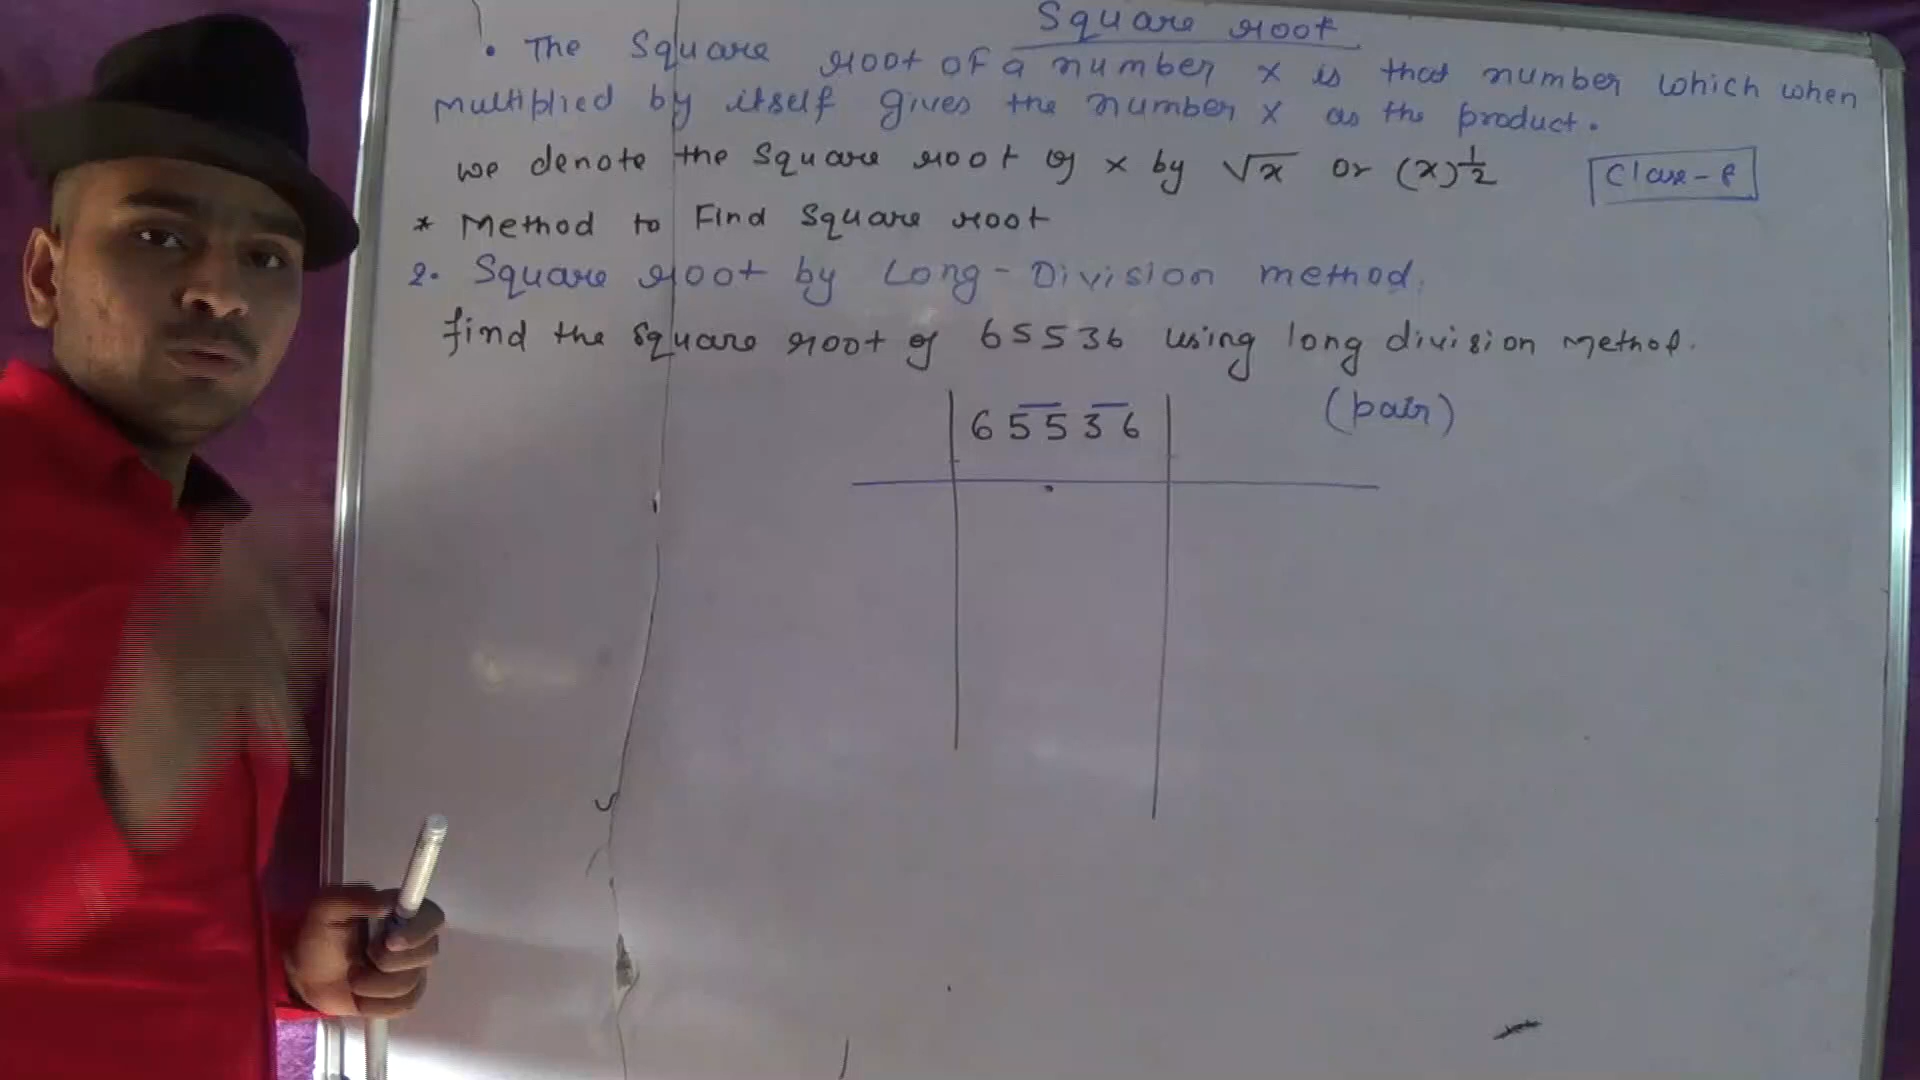 Square root
• The Square root of a number x is that number which when
multiplied by itself gives the number x as the product.
we denote the square root of x by √x or (x)^1/2
Class-8
* Method to Find Square root
2. Square root by Long-Division method.
find the square root of 65536 using long division method.
(pair)
65536